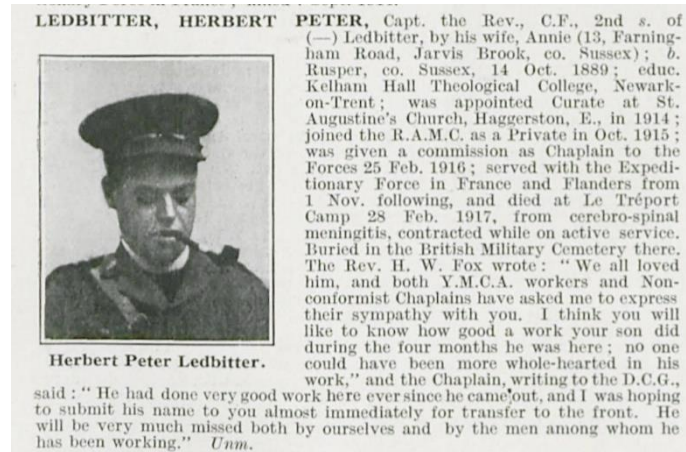 LEDBITTER, HERBERT PETER, Capt. the Rev., C.F., 2nd s. of
(—) Ledbitter, by his wife, Annie (13, Farning-
ham Road, Jarvis Brook, co. Sussex); b.
Rusper, co. Sussex, 14 Oct. 1889; educ.
Kelham Hall Theological College, Newark-
on-Trent; was appointed Curate at St.
Augustine's Church, Haggerston, E., in 1914;
joined the R.A.M.C. as a Private in Oct. 1915;
was given a commission as Chaplain to the
Forces 25 Feb. 1916; served with the Expedi-
tionary Force in France and Flanders from
1 Nov. following, and died at Le Tréport
Camp 28 Feb. 1917, from cerebro-spinal
meningitis, contracted while on active service.
Buried in the British Military Cemetery there.
The Rev. H. W. Fox wrote: "We all loved
him, and both Y.M.C.A. workers and Non-
conformist Chaplains have asked me to express
their sympathy with you. I think you will
like to know how good a work your son did
during the four months he was here; no one
could have been more whole-hearted in his
work," and the Chaplain, writing to the D.C.G.,
said: "He had done very good work here ever since he came out, and I was hoping
to submit his name to you almost immediately for transfer to the front. He
will be very much missed both by ourselves and by the men among whom he
has been working." Unm.
Herbert Peter Ledbitter.